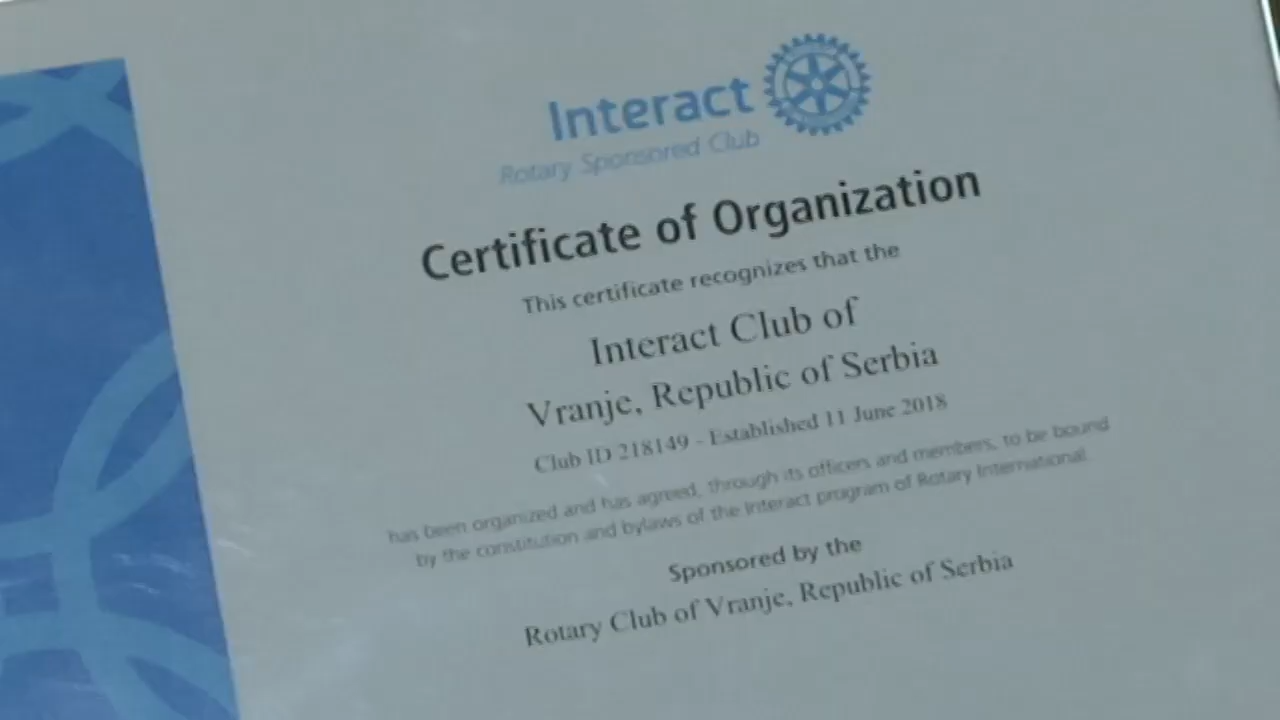 Interact
Rotary Sponsored Club
Certificate of Organization
This certificate recognizes that the
Interact Club of
Vranje, Republic of Serbia
Club ID 218149 - Established 11 June 2018
has been organized and has agreed, through its officers and members, to be bound
by the constitution and bylaws of the Interact program of Rotary International.
Sponsored by the
Rotary Club of Vranje, Republic of Serbia